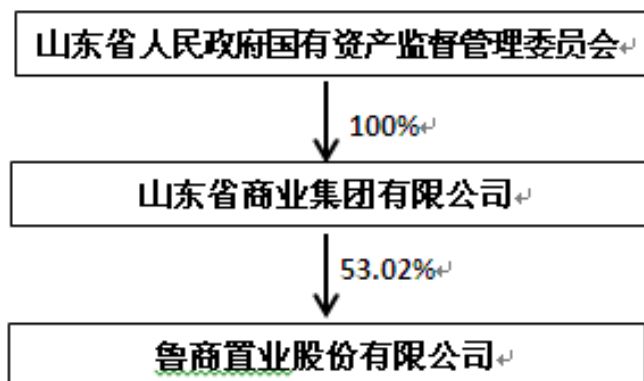 山东省人民政府国有资产监督管理委员会
100%
山东省商业集团有限公司
53.02%
鲁商置业股份有限公司